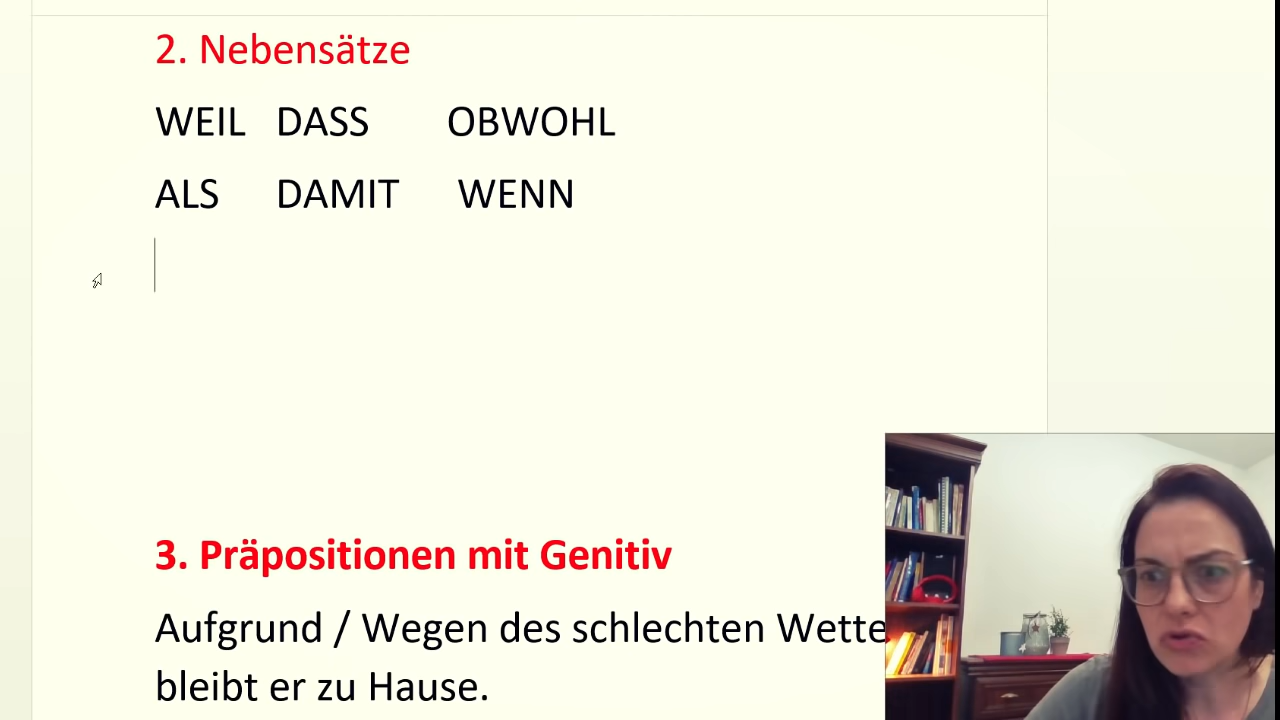 2. Nebensätze
WEIL DASS OBWOHL
ALS DAMIT WENN
3. Präpositionen mit Genitiv
Aufgrund / Wegen des schlechten Wette
bleibt er zu Hause.